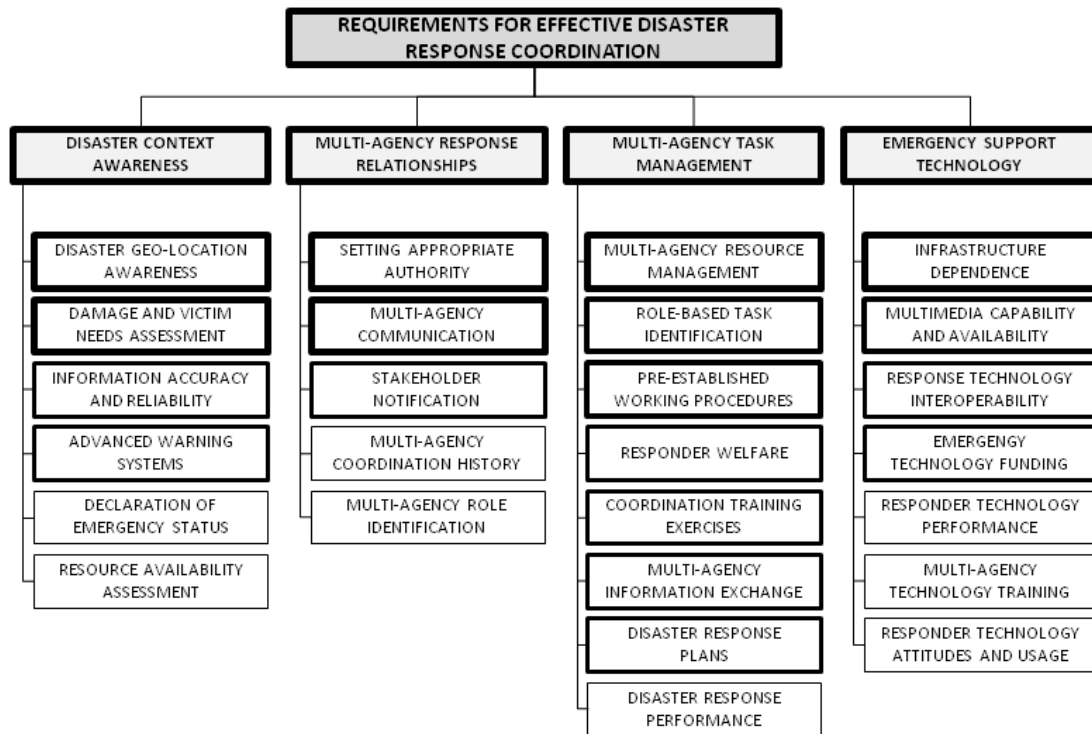 REQUIREMENTS FOR EFFECTIVE DISASTER
RESPONSE COORDINATION
DISASTER CONTEXT
AWARENESS
MULTI-AGENCY RESPONSE
RELATIONSHIPS
MULTI-AGENCY TASK
MANAGEMENT
EMERGENCY SUPPORT
TECHNOLOGY
DISASTER GEO-LOCATION
AWARENESS
DAMAGE AND VICTIM
NEEDS ASSESSMENT
INFORMATION ACCURACY
AND RELIABILITY
ADVANCED WARNING
SYSTEMS
DECLARATION OF
EMERGENCY STATUS
RESOURCE AVAILABILITY
ASSESSMENT
SETTING APPROPRIATE
AUTHORITY
MULTI-AGENCY
COMMUNICATION
STAKEHOLDER
NOTIFICATION
MULTI-AGENCY
COORDINATION HISTORY
MULTI-AGENCY ROLE
IDENTIFICATION
MULTI-AGENCY RESOURCE
MANAGEMENT
ROLE-BASED TASK
IDENTIFICATION
PRE-ESTABLISHED
WORKING PROCEDURES
RESPONDER WELFARE
COORDINATION TRAINING
EXERCISES
MULTI-AGENCY
INFORMATION EXCHANGE
DISASTER RESPONSE
PLANS
DISASTER RESPONSE
PERFORMANCE
INFRASTRUCTURE
DEPENDENCE
MULTIMEDIA CAPABILITY
AND AVAILABILITY
RESPONSE TECHNOLOGY
INTEROPERABILITY
EMERGENGY
TECHNOLOGY FUNDING
RESPONDER TECHNOLOGY
PERFORMANCE
MULTI-AGENCY
TECHNOLOGY TRAINING
RESPONDER TECHNOLOGY
ATTITUDES AND USAGE